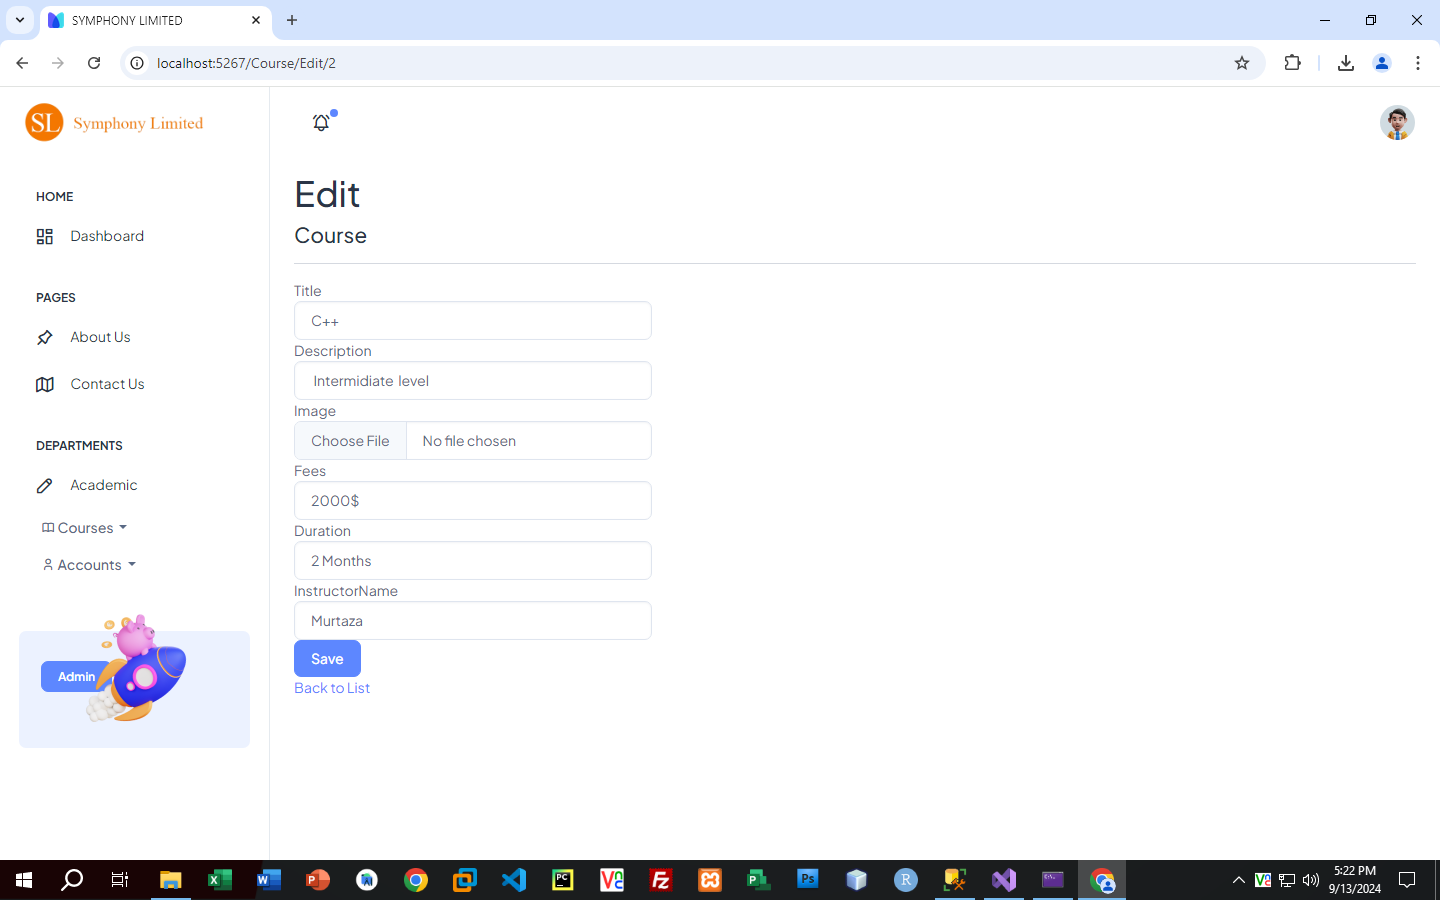 SYMPHONY LIMITED
localhost:5267/Course/Edit/2
SL Symphony Limited
HOME
Dashboard
PAGES
About Us
Contact Us
DEPARTMENTS
Academic
Courses
Accounts
Admin
Edit
Course
Title
C++
Description
Intermidiate level
Image
Choose File No file chosen
Fees
2000$
Duration
2 Months
InstructorName
Murtaza
Save
Back to List
5:22 PM
9/13/2024